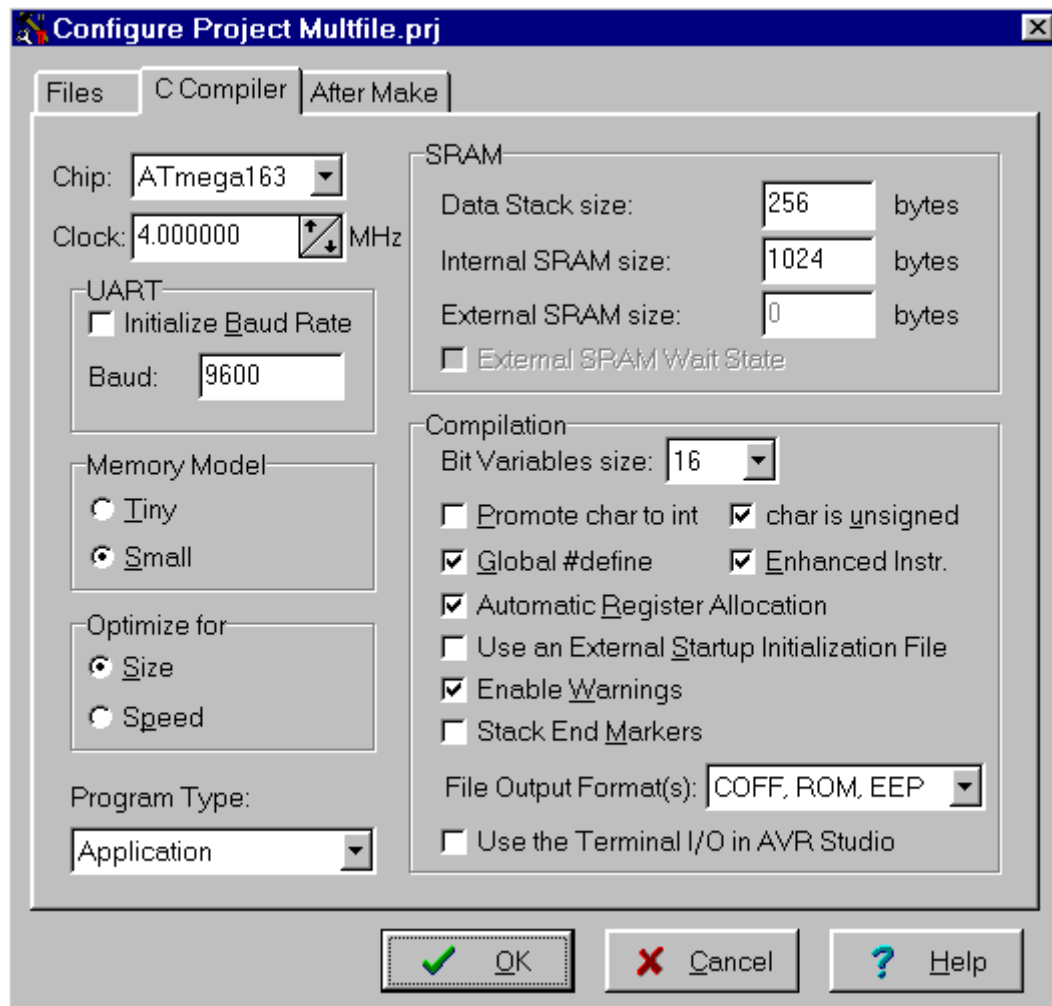 Configure Project Multfile.prj
Files
C Compiler
After Make
Chip: ATmega163
Clock: 4.000000 MHz
UART
Initialize Baud Rate
Baud: 9600
Memory Model
Tiny
Small
Optimize for
Size
Speed
Program Type:
Application
SRAM
Data Stack size: 256 bytes
Internal SRAM size: 1024 bytes
External SRAM size: 0 bytes
External SRAM Wait State
Compilation
Bit Variables size: 16
Promote char to int
char is unsigned
Global #define
Enhanced Instr.
Automatic Register Allocation
Use an External Startup Initialization File
Enable Warnings
Stack End Markers
File Output Format(s): COFF, ROM, EEP
Use the Terminal I/O in AVR Studio
OK
Cancel
? Help